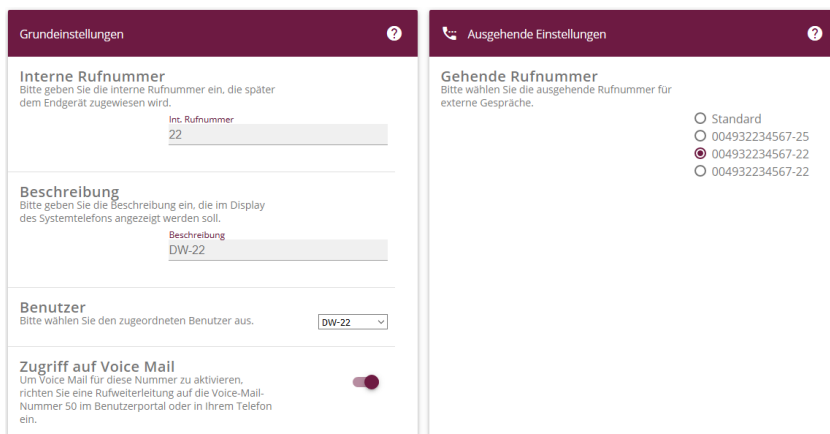 Grundeinstellungen
?
Interne Rufnummer
Bitte geben Sie die interne Rufnummer ein, die später
dem Endgerät zugewiesen wird.
Int. Rufnummer
22
Beschreibung
Bitte geben Sie die Beschreibung ein, die im Display
des Systemtelefons angezeigt werden soll.
Beschreibung
DW-22
Benutzer
Bitte wählen Sie den zugeordneten Benutzer aus.
DW-22
Zugriff auf Voice Mail
Um Voice Mail für diese Nummer zu aktivieren,
richten Sie eine Rufweiterleitung auf die Voice-Mail-
Nummer 50 im Benutzerportal oder in Ihrem Telefon
ein.
Ausgehende Einstellungen
?
Gehende Rufnummer
Bitte wählen Sie die ausgehende Rufnummer für
externe Gespräche.
Standard
004932234567-25
004932234567-22
004932234567-22